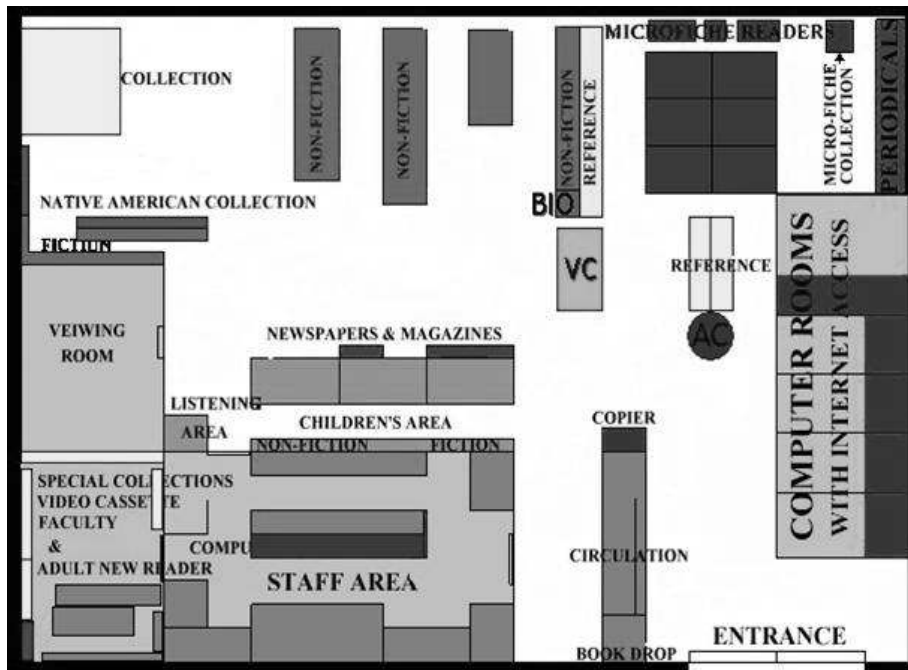 MICROFICHE READERS
COLLECTION
NON-FICTION
NON-FICTION
NON-FICTION
REFERENCE
MICRO-FICHE
COLLECTION
PERIODICALS
NATIVE AMERICAN COLLECTION
BIO
FICTION
VC
REFERENCE
COMPUTER ROOMS
WITH INTERNET ACCESS
VEIWING
ROOM
NEWSPAPERS & MAGAZINES
AC
LISTENING
AREA
CHILDREN'S AREA
NON-FICTION
FICTION
COPIER
SPECIAL COLLECTIONS
VIDEO CASSETTE
FACULTY
&
ADULT NEW READER
COMPU
CIRCULATION
STAFF AREA
ENTRANCE
BOOK DROP